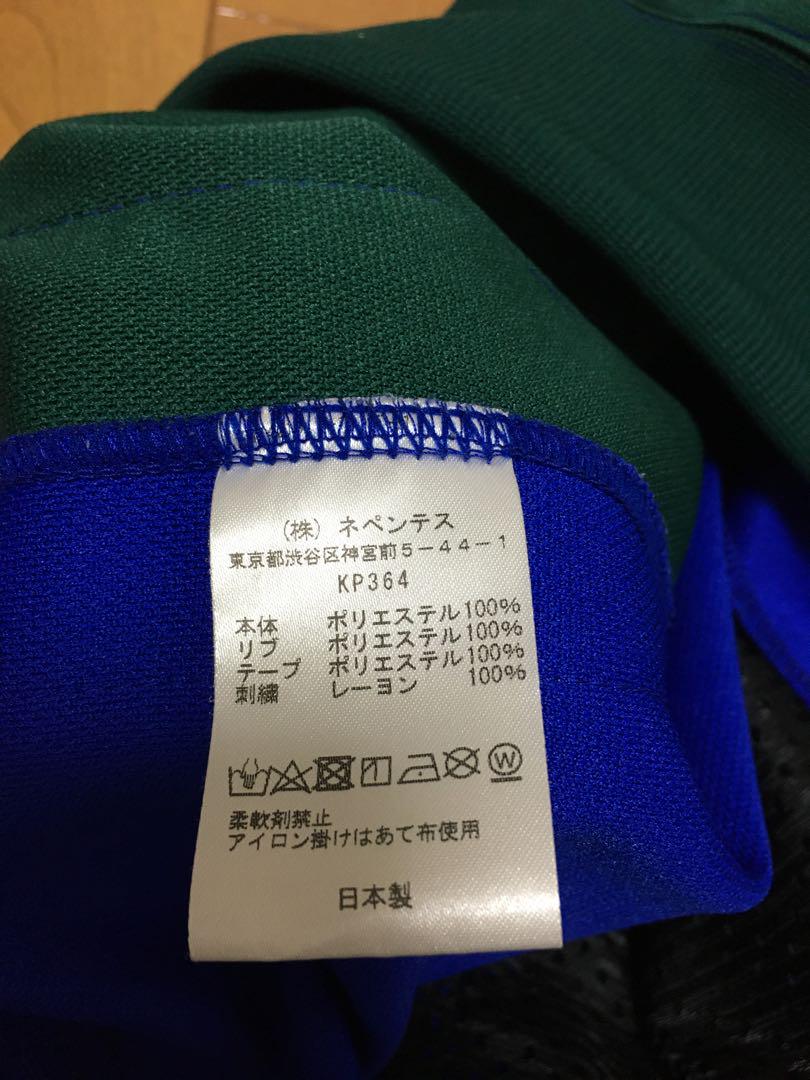 (株) ネペンテス
東京都渋谷区神宮前5-44-1
KP364
本体 ポリエステル100%
リブ ポリエステル100%
テープ ポリエステル100%
刺繍 レーヨン 100%
W
柔軟剤禁止
アイロン掛けはあて布使用
日本製